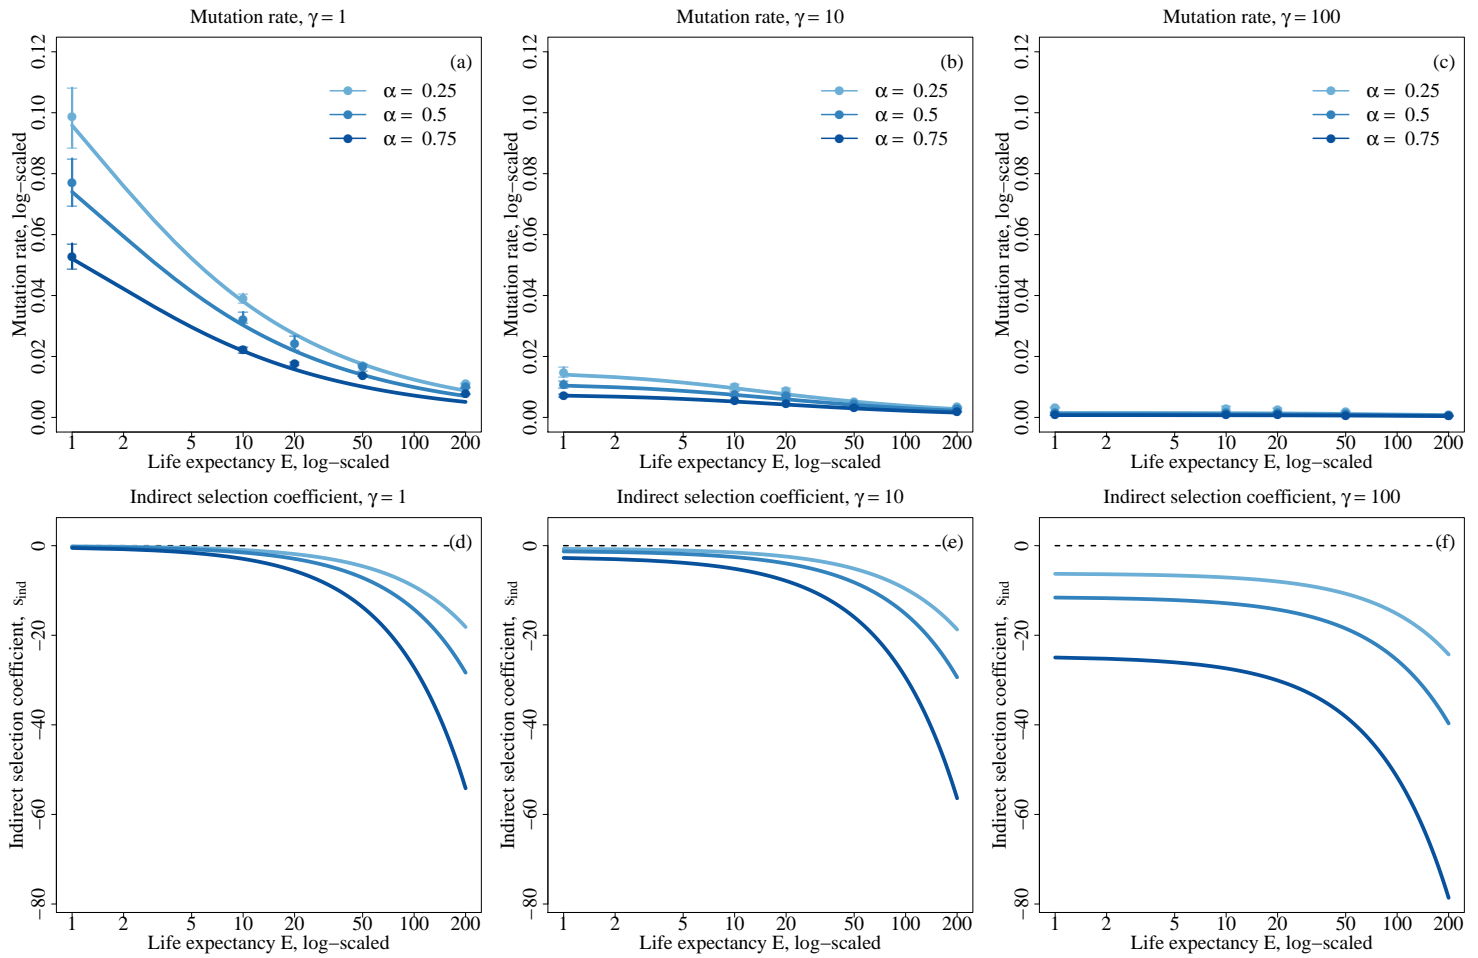 Mutation rate, γ = 1
(a)
α = 0.25
α = 0.5
α = 0.75
Mutation rate, log−scaled
0.00
0.02
0.04
0.06
0.08
0.10
0.12
1 2 5 10 20 50 100 200
Life expectancy E, log−scaled
Mutation rate, γ = 10
(b)
α = 0.25
α = 0.5
α = 0.75
Mutation rate, log−scaled
0.00
0.02
0.04
0.06
0.08
0.10
0.12
1 2 5 10 20 50 100 200
Life expectancy E, log−scaled
Mutation rate, γ = 100
(c)
α = 0.25
α = 0.5
α = 0.75
Mutation rate, log−scaled
0.00
0.02
0.04
0.06
0.08
0.10
0.12
1 2 5 10 20 50 100 200
Life expectancy E, log−scaled
Indirect selection coefficient, γ = 1
(d)
Indirect selection coefficient, s_ind
0
−20
−40
−60
−80
1 2 5 10 20 50 100 200
Life expectancy E, log−scaled
Indirect selection coefficient, γ = 10
(e)
Indirect selection coefficient, s_ind
0
−20
−40
−60
−80
1 2 5 10 20 50 100 200
Life expectancy E, log−scaled
Indirect selection coefficient, γ = 100
(f)
Indirect selection coefficient, s_ind
0
−20
−40
−60
−80
1 2 5 10 20 50 100 200
Life expectancy E, log−scaled